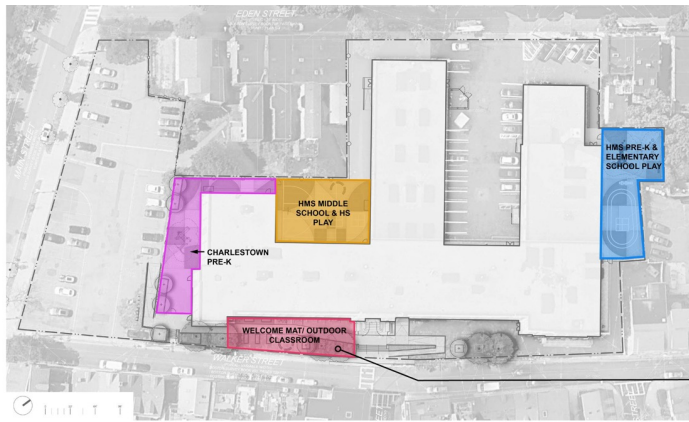 EDEN STREET
HMS PRE-K &
ELEMENTARY
SCHOOL PLAY
HMS MIDDLE
SCHOOL & HS
PLAY
CHARLESTOWN
PRE-K
WELCOME MAT/ OUTDOOR
CLASSROOM